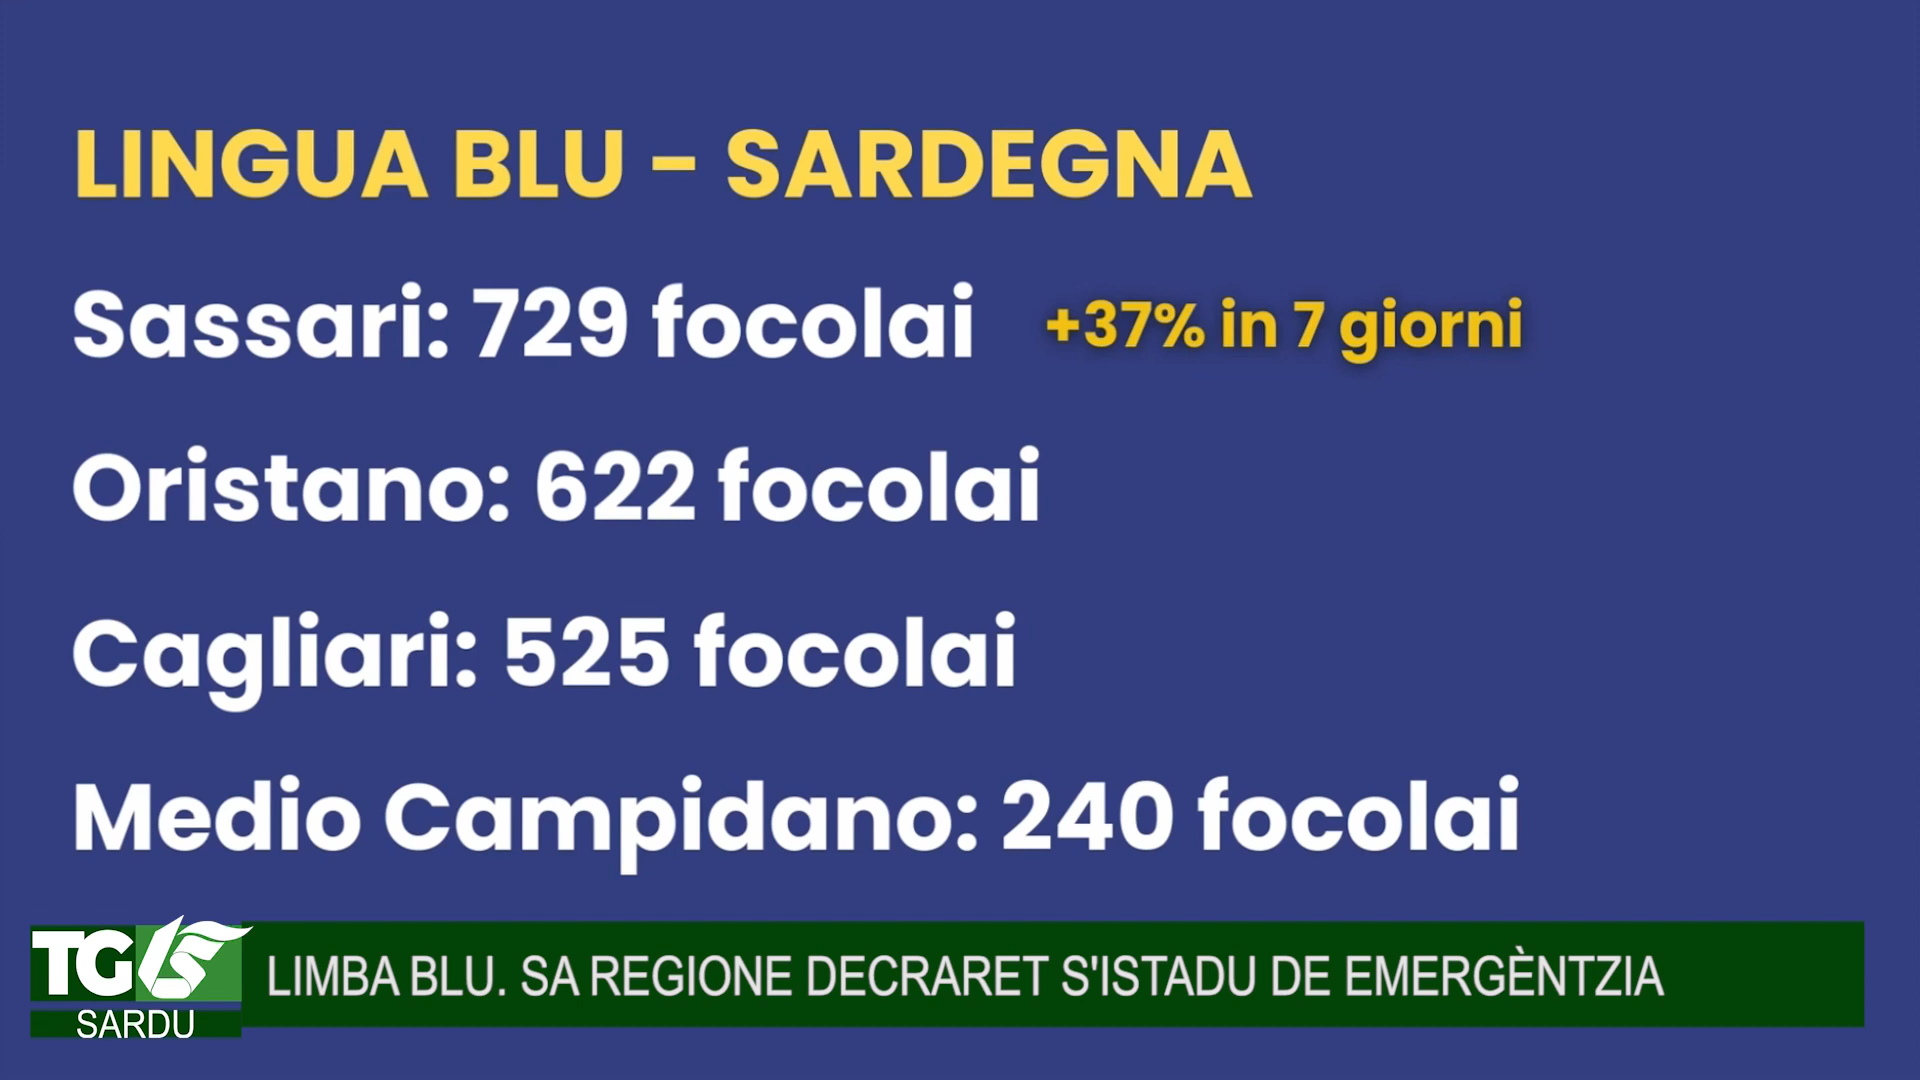 LINGUA BLU - SARDEGNA
Sassari: 729 focolai +37% in 7 giorni
Oristano: 622 focolai
Cagliari: 525 focolai
Medio Campidano: 240 focolai
TGLS LIMBA BLU. SA REGIONE DECRARET S'ISTADU DE EMERGÈNTZIA
SARDU